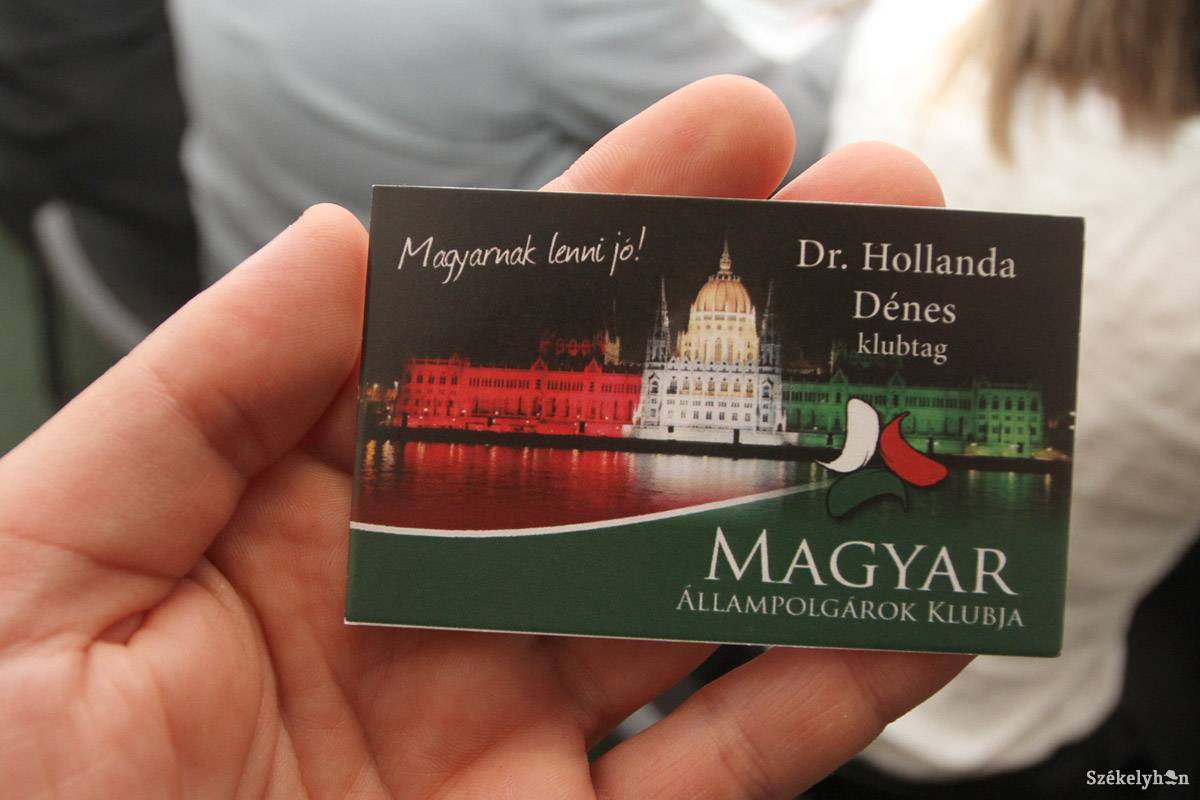 Magyarnak lenni jó!
Dr. Hollanda
Dénes
klubtag
MAGYAR
ÁLLAMPOLGÁROK KLUBJA
Székelyhon